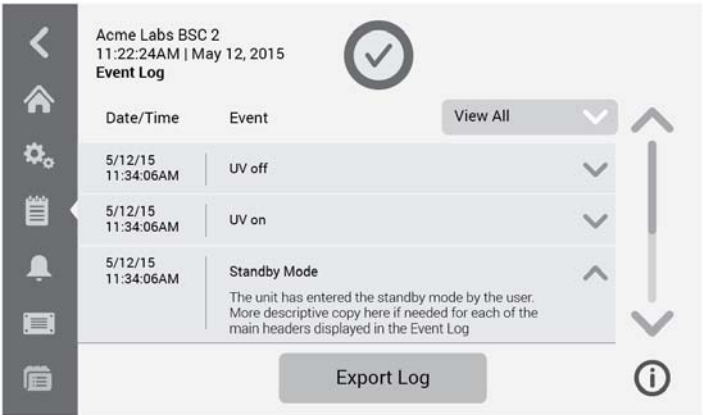 Acme Labs BSC 2
11:22:24AM | May 12, 2015
Event Log
Date/Time
Event
View All
5/12/15
11:34:06AM
UV off
5/12/15
11:34:06AM
UV on
5/12/15
11:34:06AM
Standby Mode
The unit has entered the standby mode by the user.
More descriptive copy here if needed for each of the
main headers displayed in the Event Log
Export Log